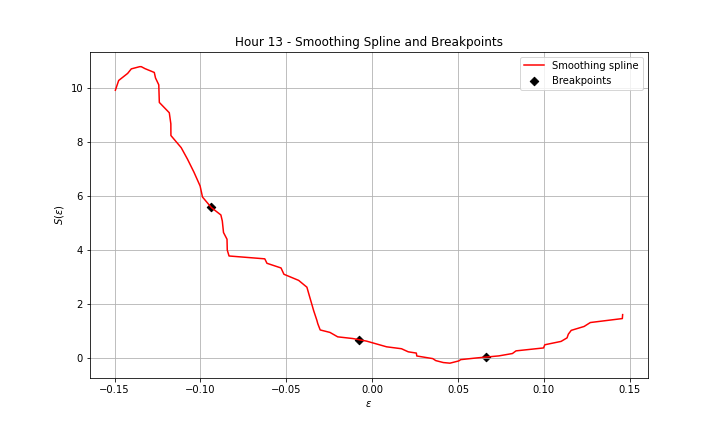 Hour 13 - Smoothing Spline and Breakpoints
Smoothing spline
Breakpoints
10
8
6
4
2
0
S(ε)
−0.15
−0.10
−0.05
0.00
0.05
0.10
0.15
ε